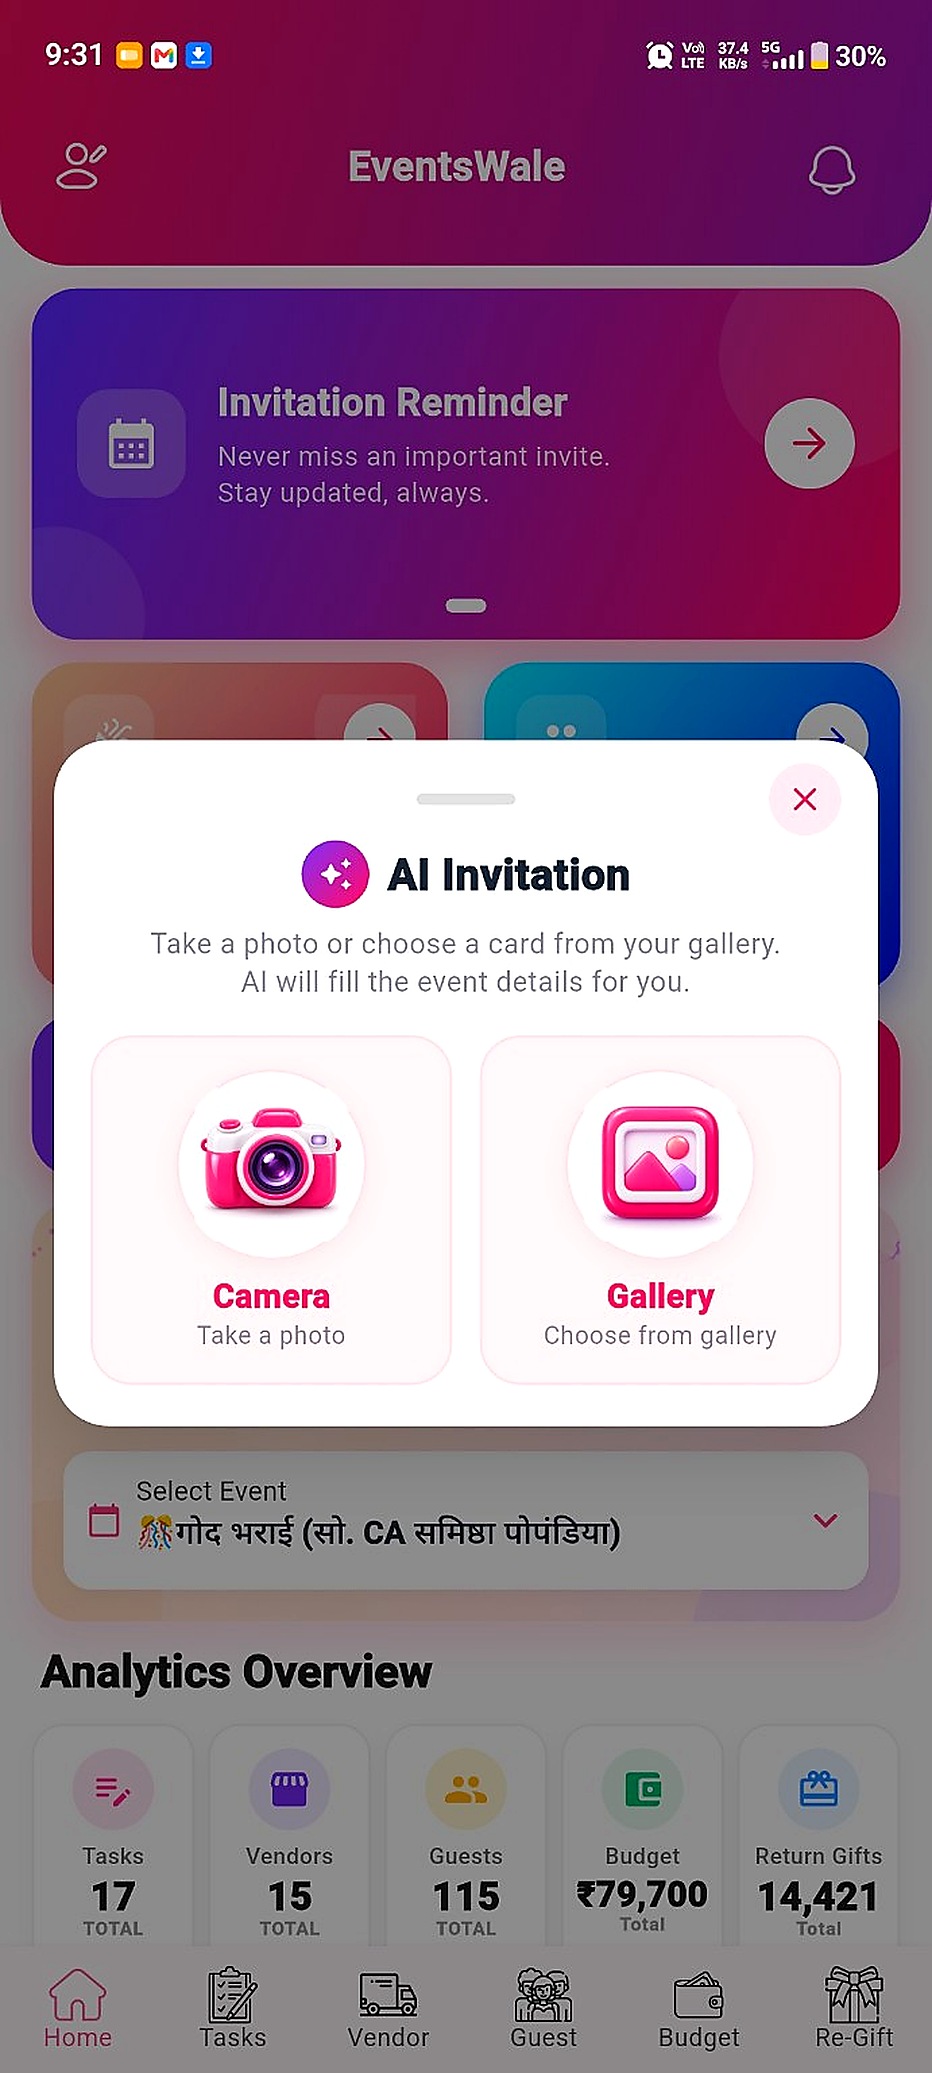 9:31
Vo) LTE
37.4 KB/s
5G
30%
EventsWale
Invitation Reminder
Never miss an important invite.
Stay updated, always.
AI Invitation
Take a photo or choose a card from your gallery.
AI will fill the event details for you.
Camera
Take a photo
Gallery
Choose from gallery
Select Event
🎊गोद भराई (सो. CA समिष्ठा पोपंडिया)
Analytics Overview
Tasks
17
TOTAL
Vendors
15
TOTAL
Guests
115
TOTAL
Budget
₹79,700
Total
Return Gifts
14,421
Total
Home
Tasks
Vendor
Guest
Budget
Re-Gift